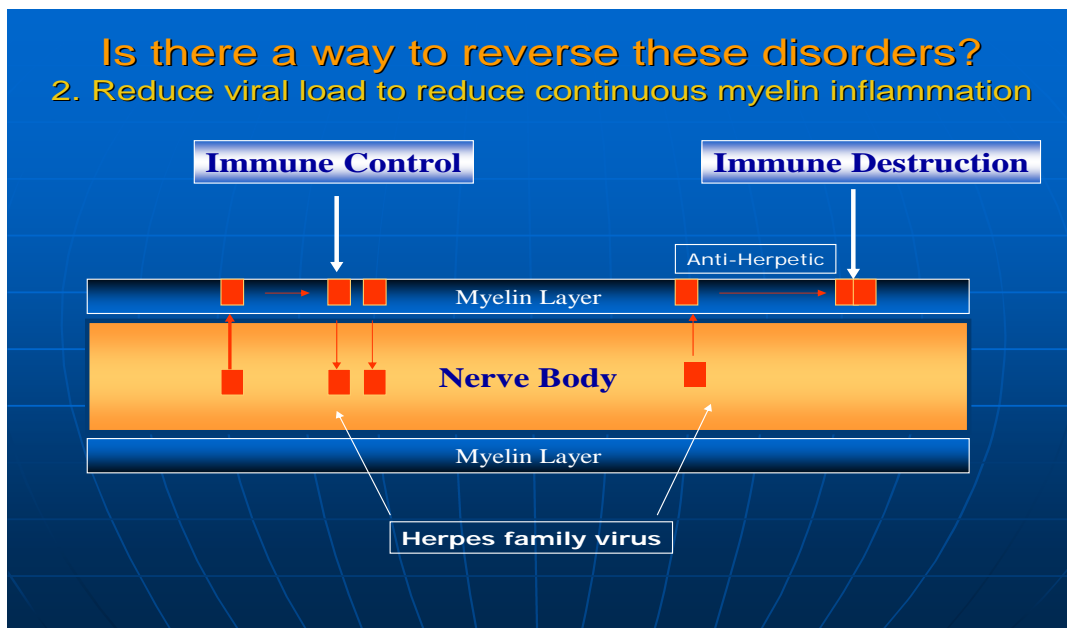 Is there a way to reverse these disorders?
2. Reduce viral load to reduce continuous myelin inflammation
Immune Control
Immune Destruction
Anti-Herpetic
Myelin Layer
Nerve Body
Myelin Layer
Herpes family virus